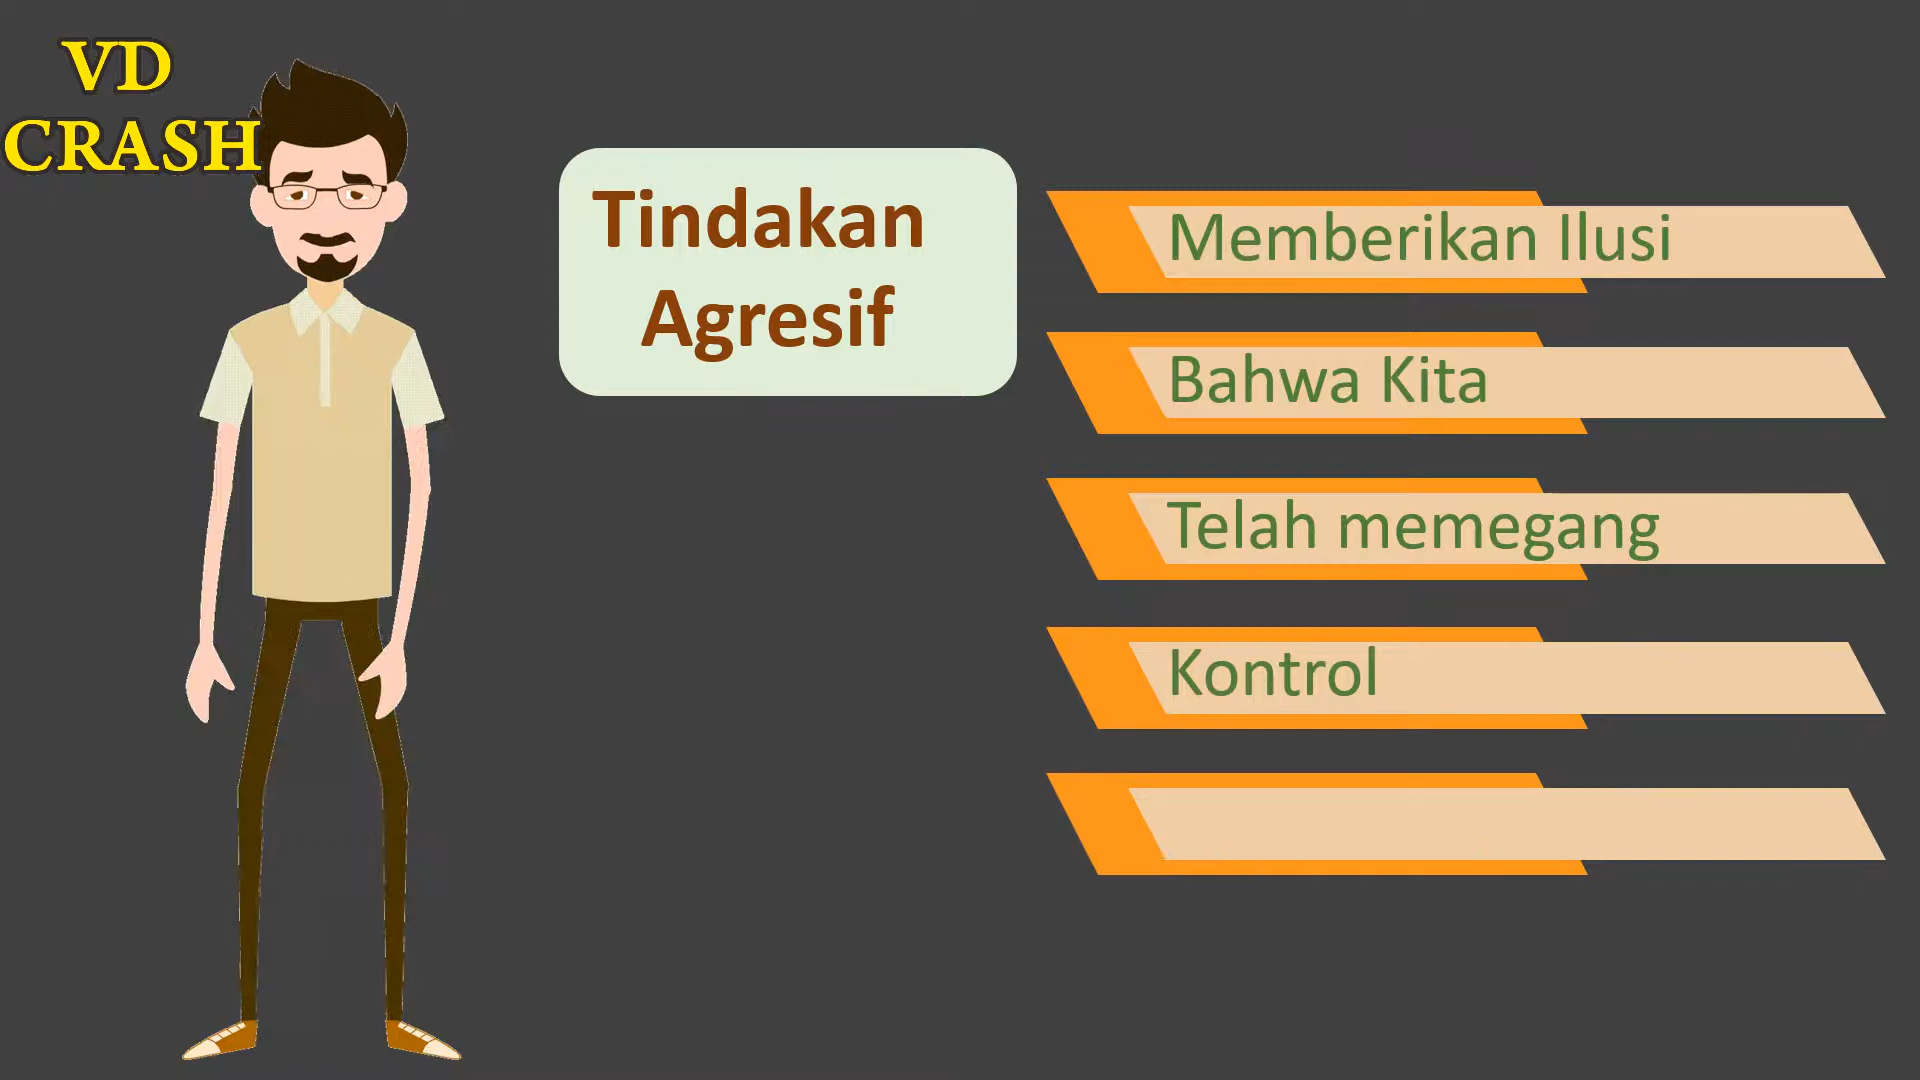 VD
CRASH
Tindakan
Agresif
Memberikan Ilusi
Bahwa Kita
Telah memegang
Kontrol